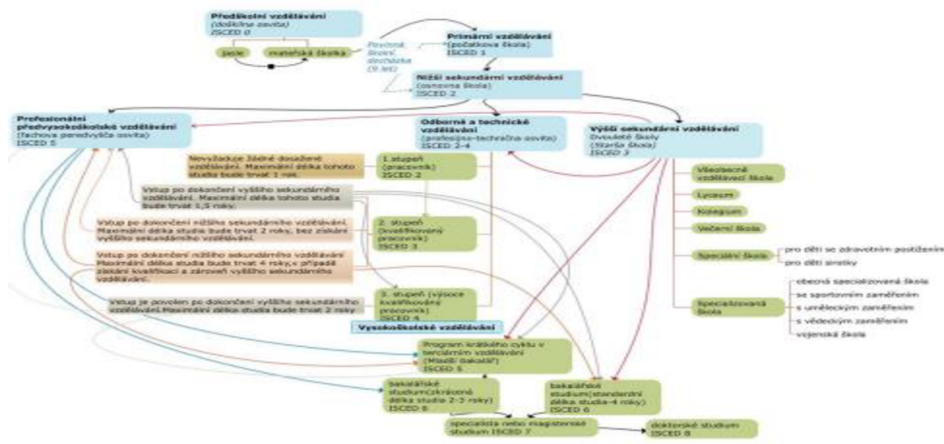 Předškolní vzdělávání
(doškilna osvita)
ISCED 0
jasle
mateřská školka
Povinná
školní
docházka
(9 let)
Primární vzdělávání
(počatkova škola)
ISCED 1
Nižší sekundární vzdělávání
(osnovna škola)
ISCED 2
Profesionální
předvysokoškolské vzdělávání
(fachova peredvyšča osvita)
ISCED 5
Odborné a technické
vzdělávání
(profesijna-technična osvita)
ISCED 2-4
Vyšší sekundární vzdělávání
Dvouleté školy
(Starša škola)
ISCED 3
Nevyžaduje žádné dosažené
vzdělávání. Maximální délka tohoto
studia bude trvat 1 rok.
1.stupeň
(pracovník)
ISCED 2
Vstup po dokončení vyššího sekundárního
vzdělávání. Maximální délka tohoto studia
bude trvat 1,5 roky.
Vstup po dokončení nižšího sekundárního vzdělávání.
Maximální délka studia bude trvat 2 roky, bez získání
vyššího sekundárního vzdělávání.
2. stupeň
(kvalifikovaný
pracovník)
ISCED 3
Vstup po dokončení nižšího sekundárního vzdělávání
Maximální délka studia bude trvat 4 roky,v případě
získání kvalifikací a zároveň vyššího sekundárního
vzdělávání.
Vstup je povolen po dokončení vyššího sekundárního
vzdělávání.Maximální délka studia bude trvat 2 roky
3. stupeň (vysoce
kvalifikovaný
pracovník)
ISCED 4
Všeobecně
vzdělávací škola
Lyceum
Kolegium
Večerní škola
Speciální škola
pro děti se zdravotním postižením
pro děti sirotky
Specializovaná
škola
obecná specializovaná škola
se sportovním zaměřením
s uměleckým zaměřením
s vědeckým zaměřením
vojenská škola
Vysokoškolské vzdělávání
Program krátkého cyklu v
terciárním vzdělávání
(Mladší bakalář)
ISCED 5
bakalářské
studium(zkrácená
délka studia 2-3 roky)
ISCED 6
bakalářské
studium(standardní
délka studia-4 roky)
ISCED 6
specialista nebo magisterské
studium ISCED 7
doktorské studium
ISCED 8